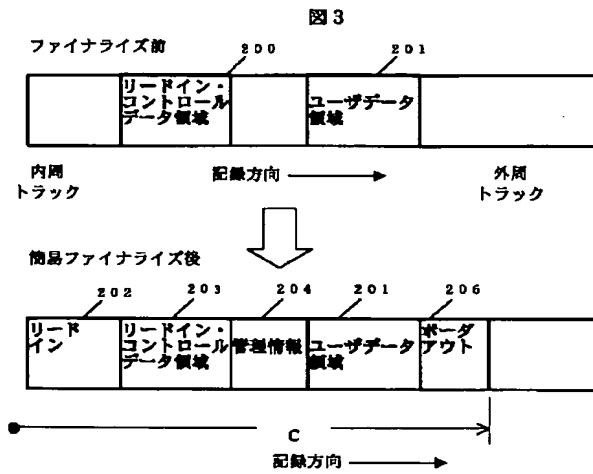 図3
ファイナライズ前
200
201
リードイン・
コントロール
データ領域
ユーザデータ
領域
内周
トラック
記録方向
外周
トラック
簡易ファイナライズ後
202
203
204
201
206
リード
イン
リードイン・
コントロール
データ領域
管理情報
ユーザデータ
領域
ボーダ
アウト
C
記録方向